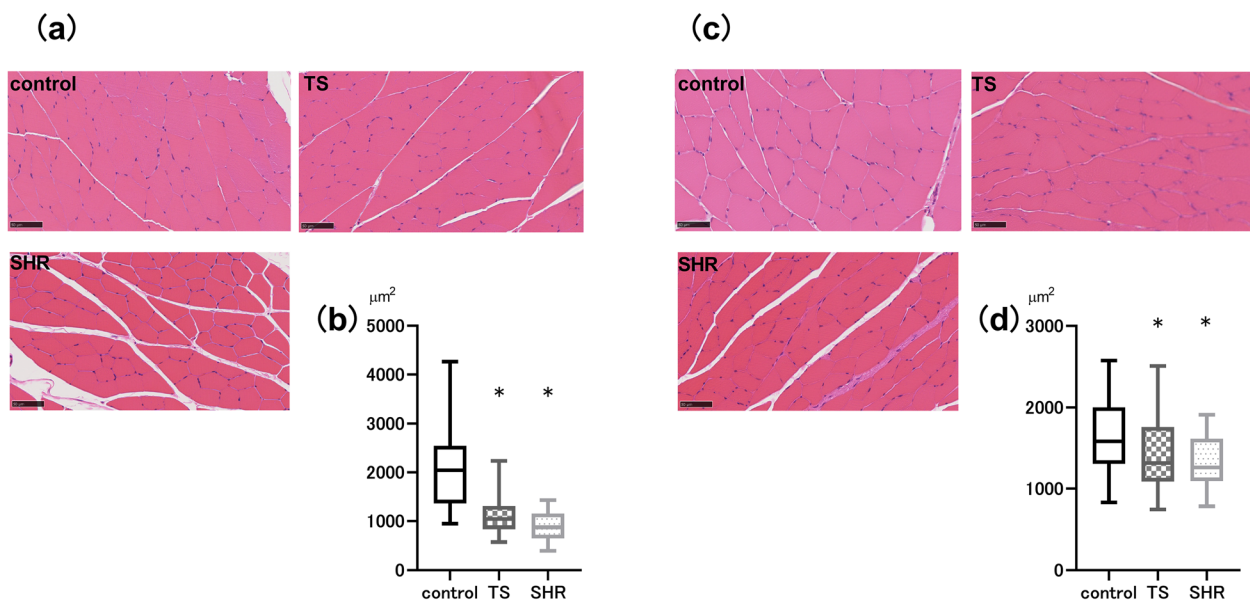 (a)
(c)
control
TS
control
TS
SHR
SHR
(b)
μm²
5000
4000
3000
2000
1000
0
*
*
control
TS
SHR
(d)
μm²
3000
2000
1000
0
*
*
control
TS
SHR